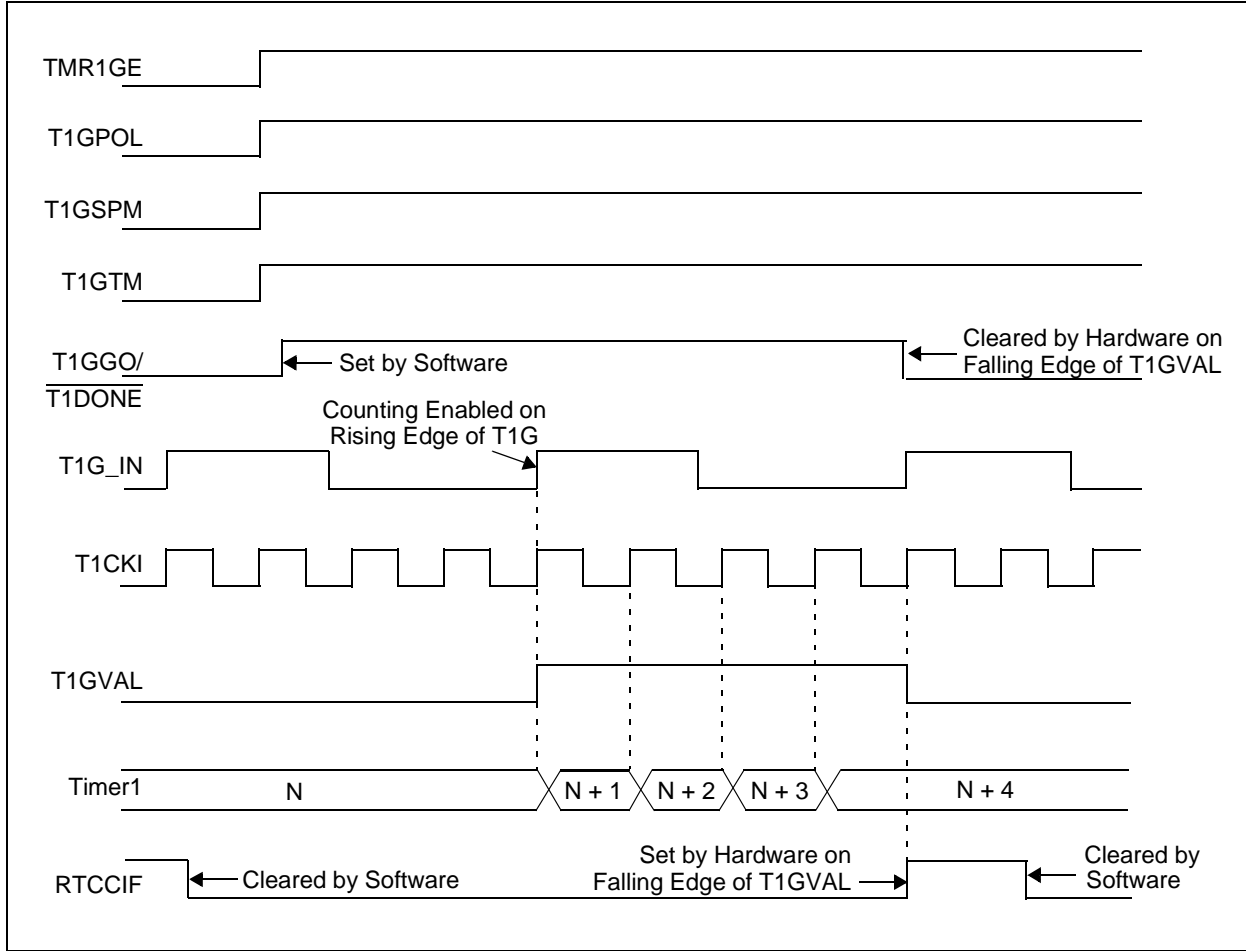 TMR1GE
T1GPOL
T1GSPM
T1GTM
T1GGO/
T1DONE
Set by Software
Cleared by Hardware on
Falling Edge of T1GVAL
Counting Enabled on
Rising Edge of T1G
T1G_IN
T1CKI
T1GVAL
Timer1
N
N + 1
N + 2
N + 3
N + 4
RTCCIF
Cleared by Software
Set by Hardware on
Falling Edge of T1GVAL
Cleared by
Software